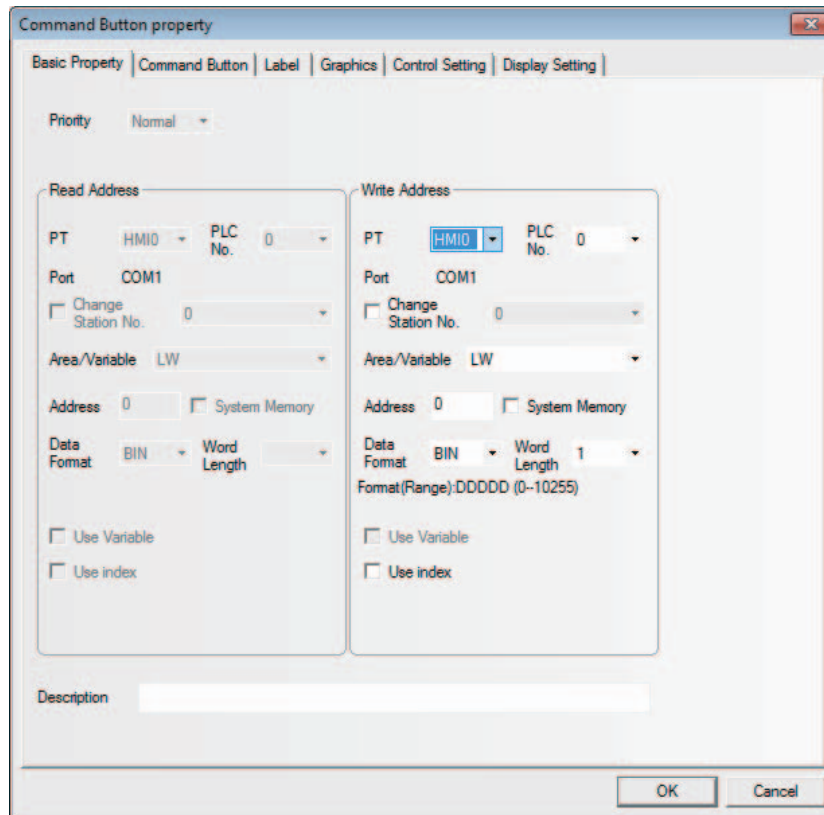 Command Button property
Basic Property Command Button Label Graphics Control Setting Display Setting
Priority Normal
Read Address
PT HMI0 PLC No. 0
Port COM1
Change Station No. 0
Area/Variable LW
Address 0 System Memory
Data Format BIN Word Length
Use Variable
Use index
Write Address
PT HMI0 PLC No. 0
Port COM1
Change Station No. 0
Area/Variable LW
Address 0 System Memory
Data Format BIN Word Length 1
Format(Range):DDDDD (0--10255)
Use Variable
Use index
Description
OK Cancel